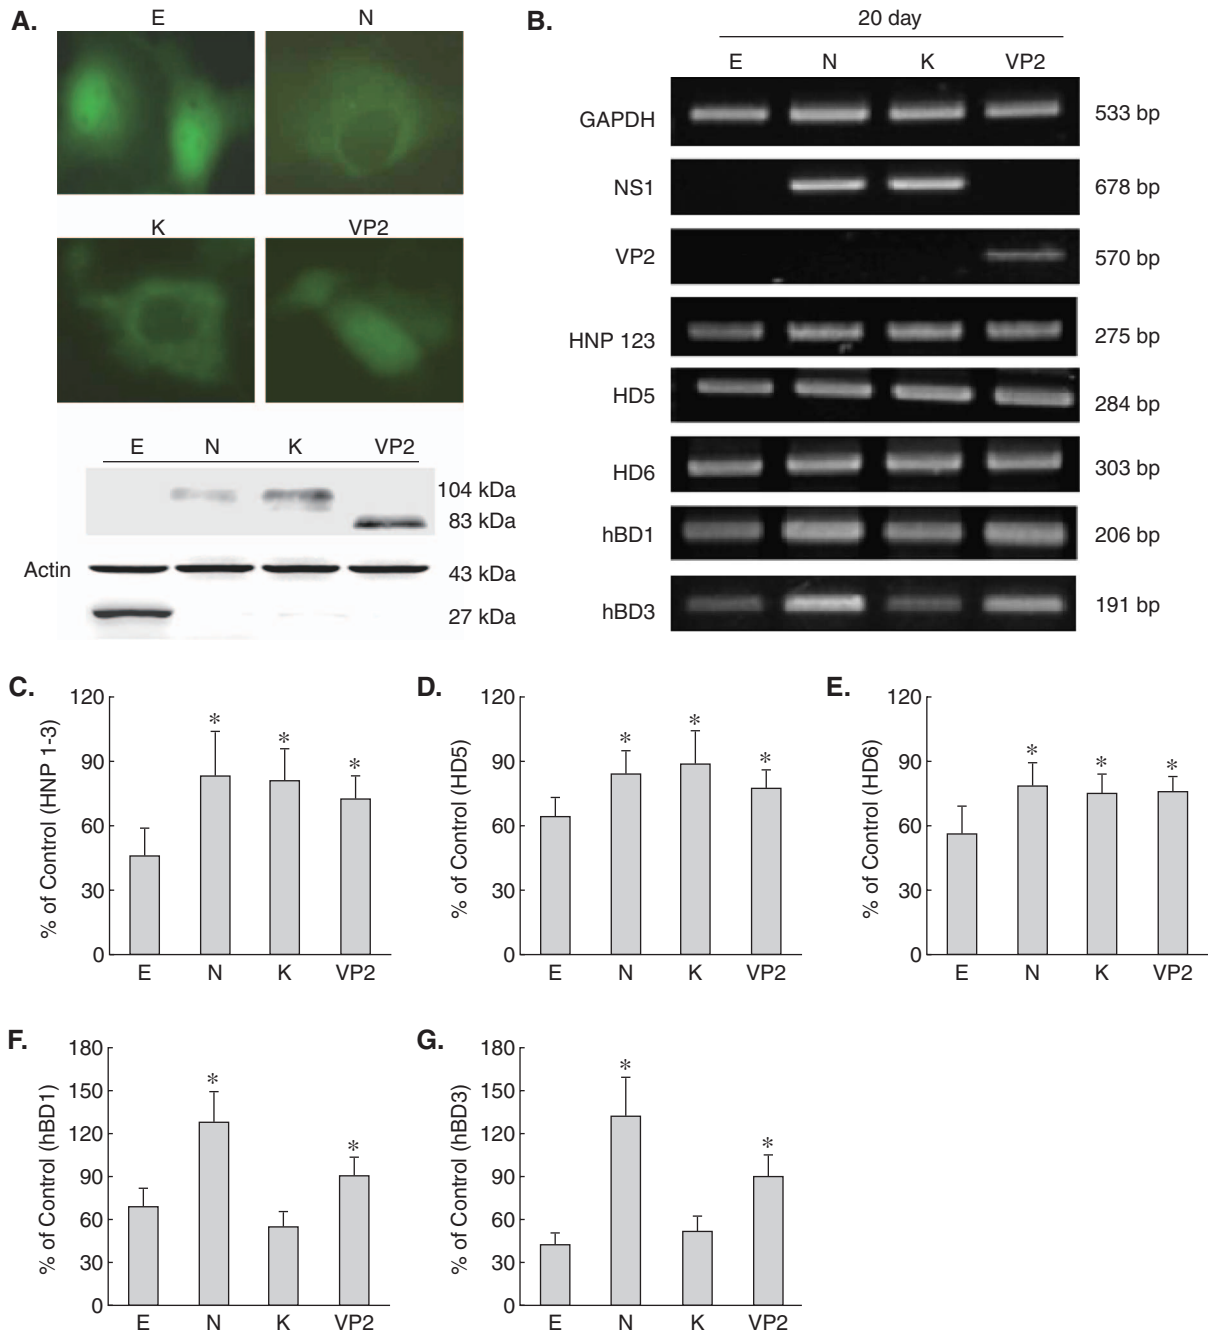 A.
E N
K VP2
E N K VP2
104 kDa
83 kDa
Actin 43 kDa
27 kDa
B.
20 day
E N K VP2
GAPDH 533 bp
NS1 678 bp
VP2 570 bp
HNP 123 275 bp
HD5 284 bp
HD6 303 bp
hBD1 206 bp
hBD3 191 bp
C.
% of Control (HNP 1-3)
120
90
60
30
0
* * *
E N K VP2
D.
% of Control (HD5)
120
90
60
30
0
* * *
E N K VP2
E.
% of Control (HD6)
120
90
60
30
0
* * *
E N K VP2
F.
% of Control (hBD1)
180
150
120
90
60
30
0
* *
E N K VP2
G.
% of Control (hBD3)
180
150
120
90
60
30
0
* *
E N K VP2